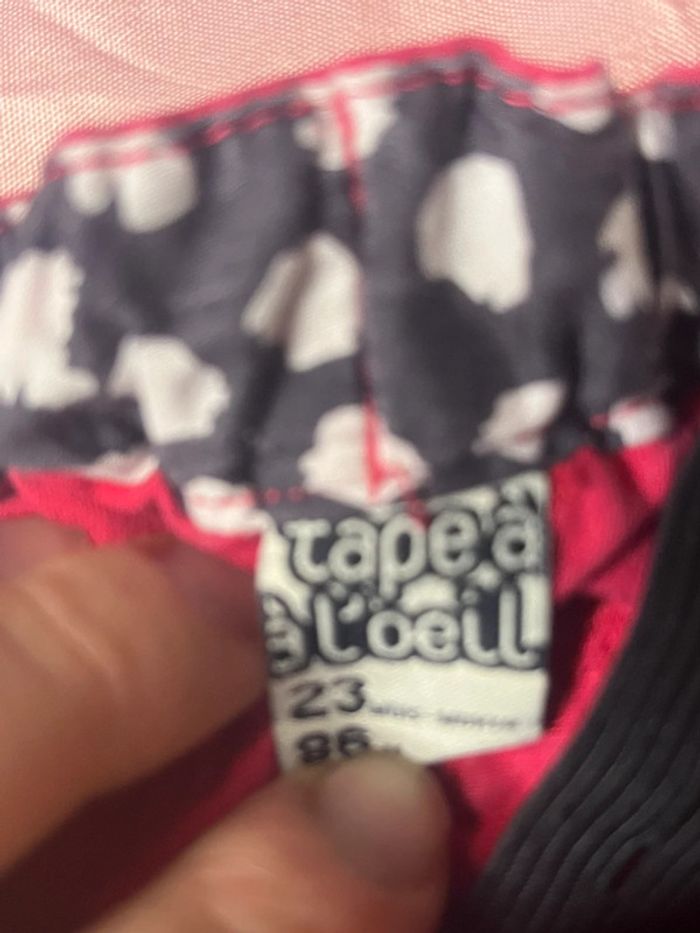 tape à
l'oeil
23
86